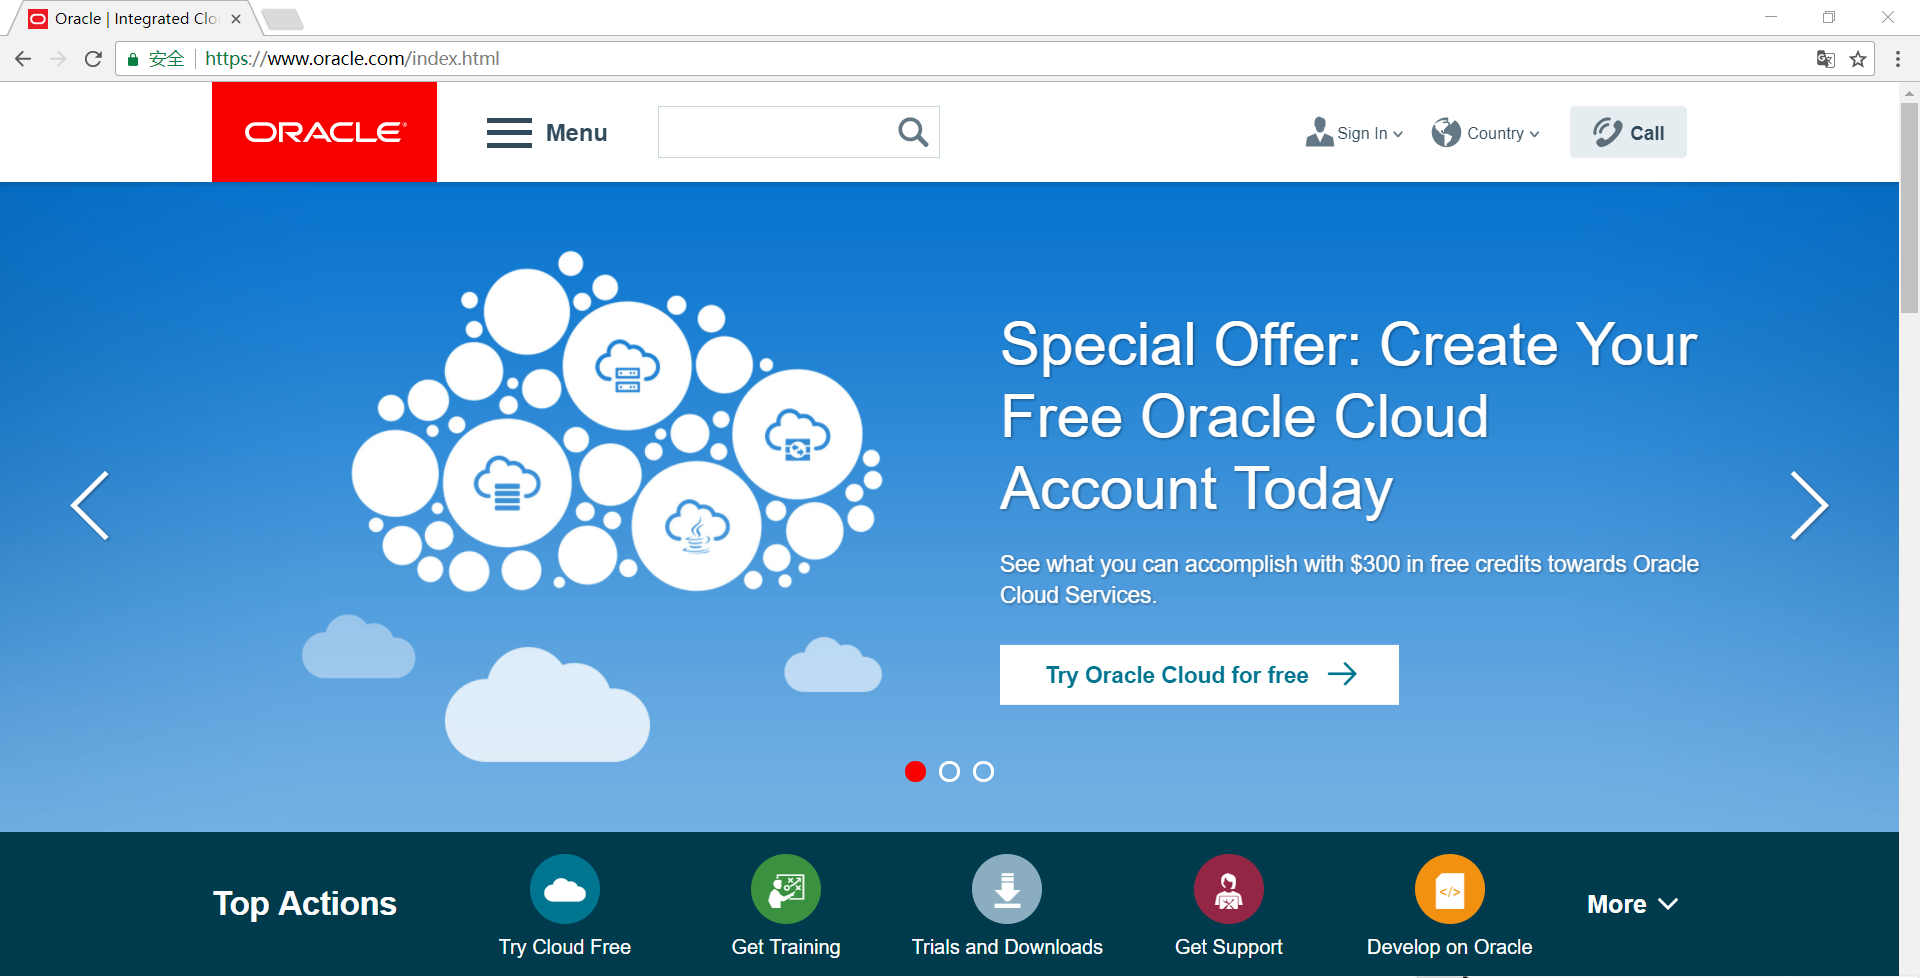 Oracle | Integrated Clo
安全
https://www.oracle.com/index.html
ORACLE®
Menu
Sign In
Country
Call
Special Offer: Create Your
Free Oracle Cloud
Account Today
See what you can accomplish with $300 in free credits towards Oracle
Cloud Services.
Try Oracle Cloud for free
Top Actions
Try Cloud Free
Get Training
Trials and Downloads
Get Support
Develop on Oracle
More